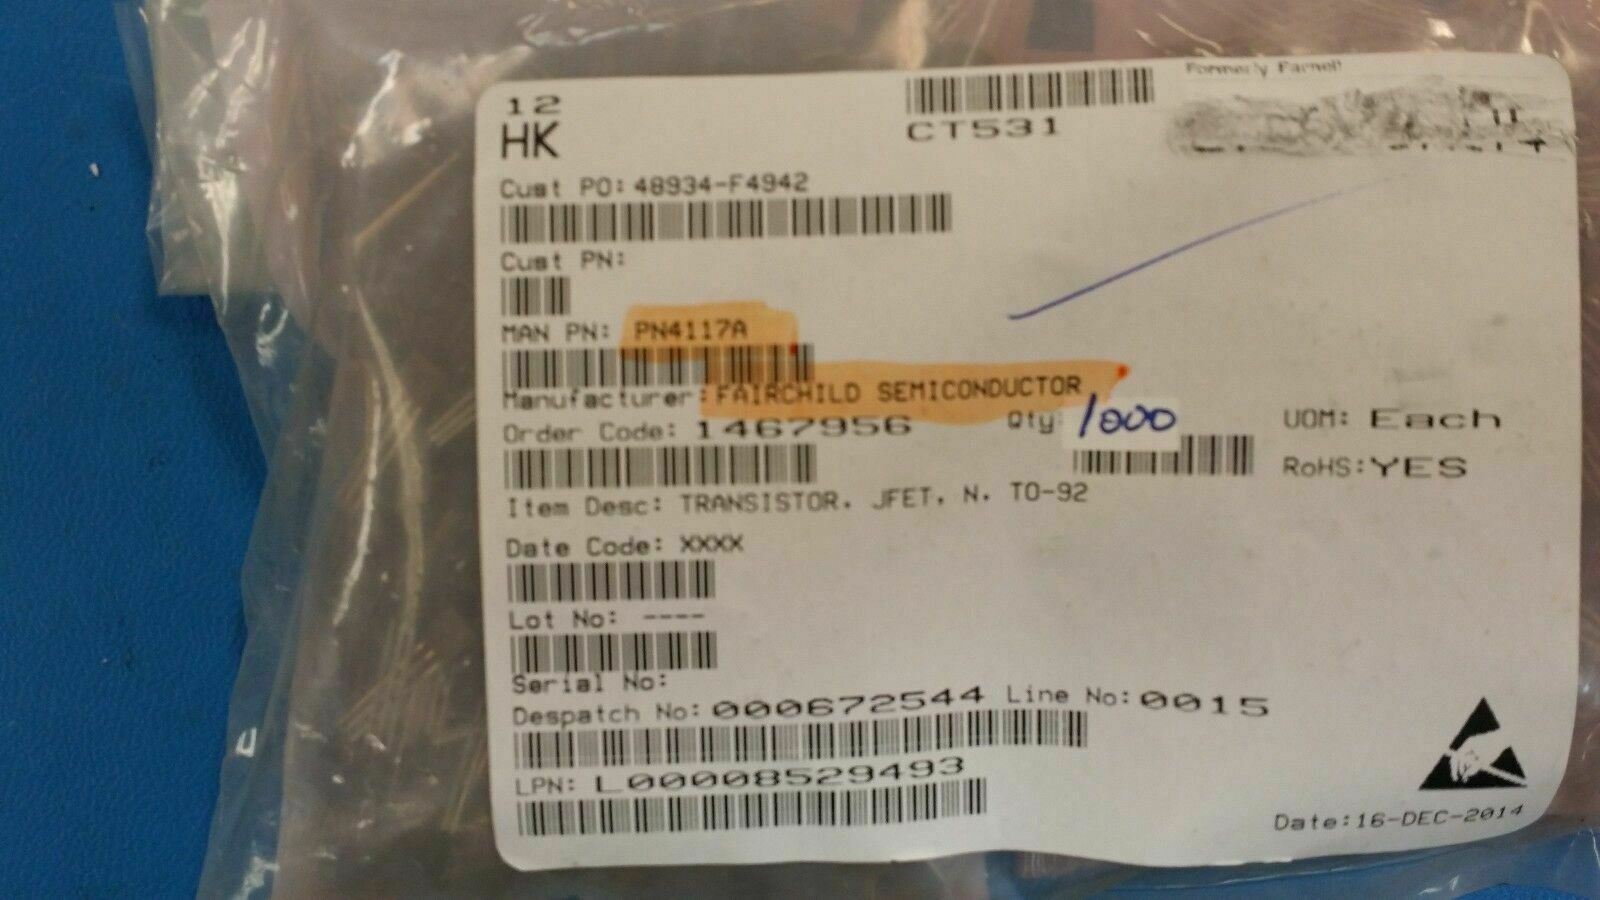 12
HK
CT531
Formerly Farnell
Cust PO: 48934-F4942
Cust PN:
MAN PN: PN4117A
Manufacturer: FAIRCHILD SEMICONDUCTOR
Order Code: 1467956
Qty: 1000
UOM: Each
RoHS: YES
Item Desc: TRANSISTOR. JFET. N. TO-92
Date Code: XXXX
Lot No: ----
Serial No:
Despatch No: 000672544 Line No: 0015
LPN: L00008529493
Date: 16-DEC-2014